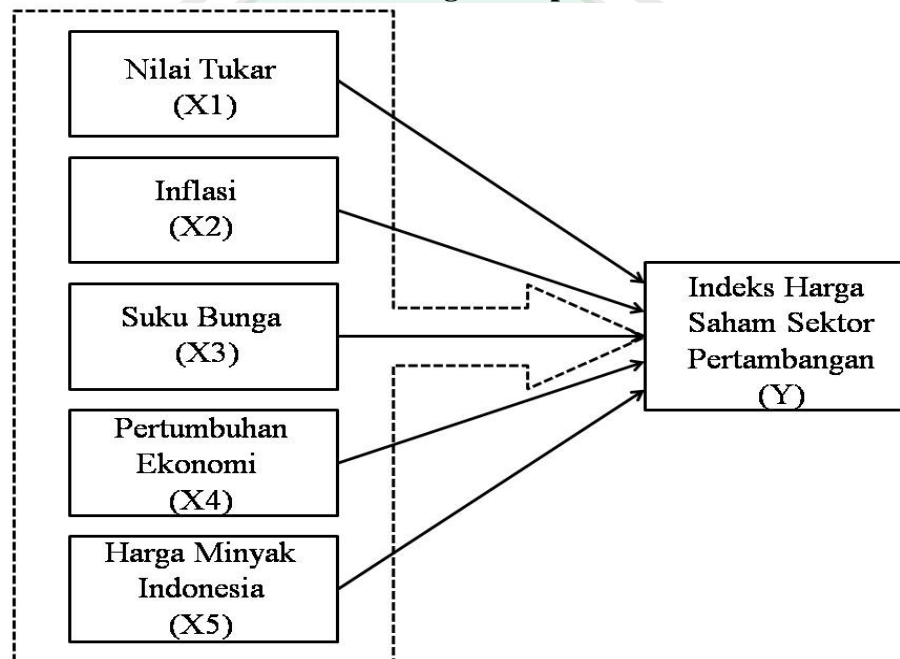 Nilai Tukar
(X1)
Inflasi
(X2)
Suku Bunga
(X3)
Pertumbuhan
Ekonomi
(X4)
Harga Minyak
Indonesia
(X5)
Indeks Harga
Saham Sektor
Pertambangan
(Y)